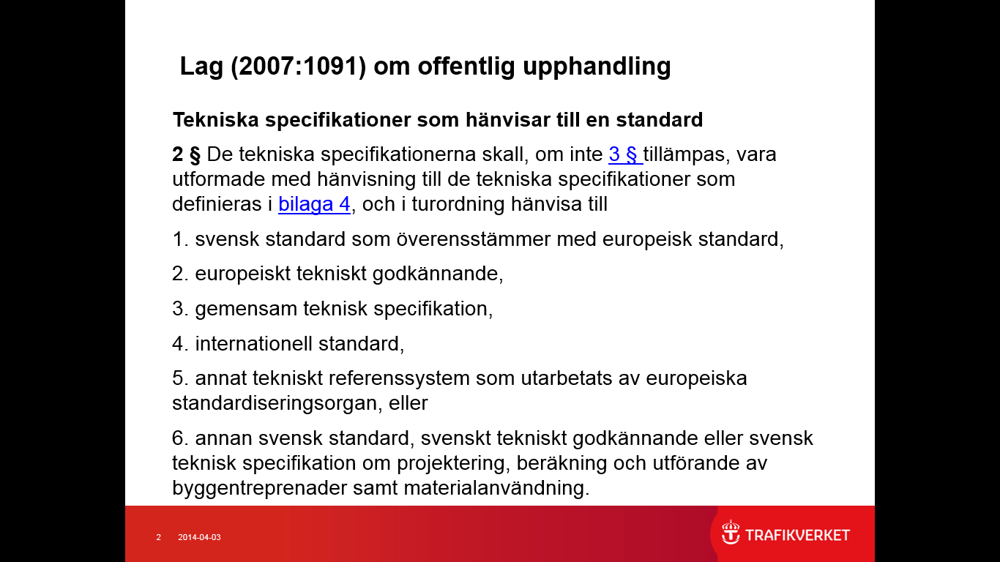 Lag (2007:1091) om offentlig upphandling
Tekniska specifikationer som hänvisar till en standard
2 § De tekniska specifikationerna skall, om inte 3 § tillämpas, vara
utformade med hänvisning till de tekniska specifikationer som
definieras i bilaga 4, och i turordning hänvisa till
1. svensk standard som överensstämmer med europeisk standard,
2. europeiskt tekniskt godkännande,
3. gemensam teknisk specifikation,
4. internationell standard,
5. annat tekniskt referenssystem som utarbetats av europeiska
standardiseringsorgan, eller
6. annan svensk standard, svenskt tekniskt godkännande eller svensk
teknisk specifikation om projektering, beräkning och utförande av
byggentreprenader samt materialanvändning.
2 2014-04-03
TRAFIKVERKET